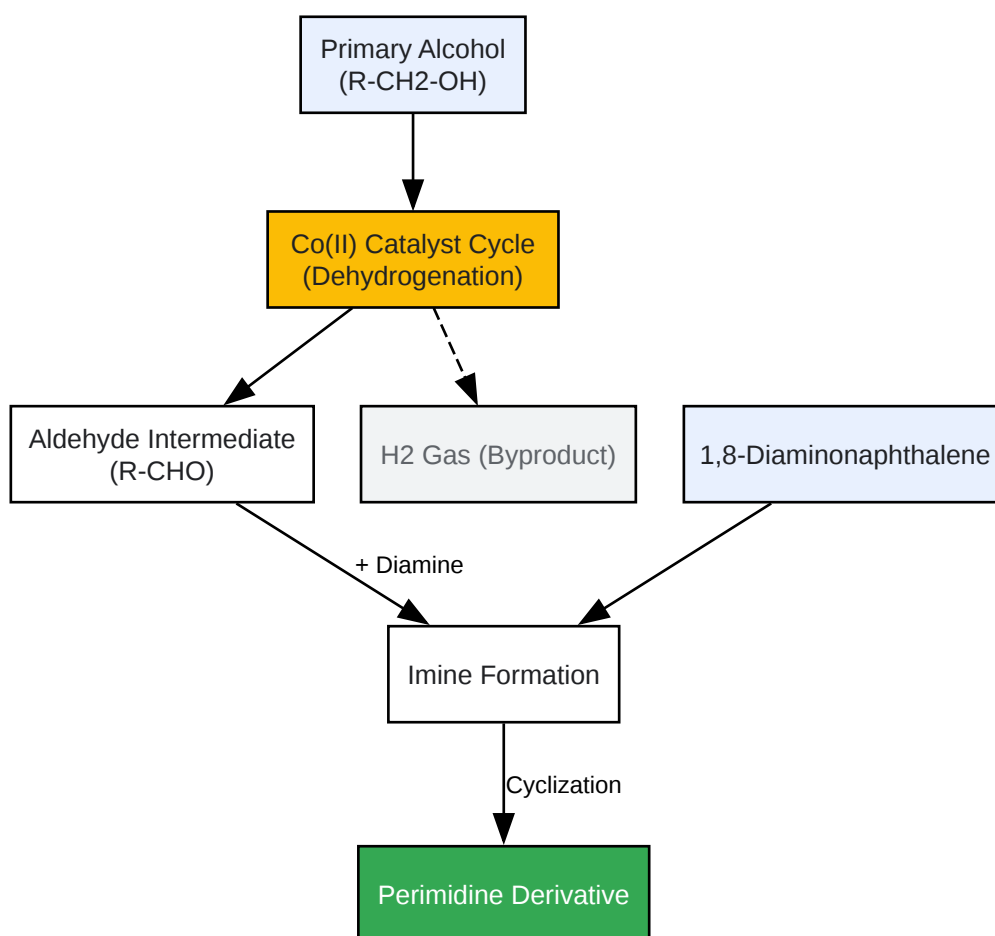 Primary Alcohol
(R-CH2-OH)
Co(II) Catalyst Cycle
(Dehydrogenation)
Aldehyde Intermediate
(R-CHO)
H2 Gas (Byproduct)
1,8-Diaminonaphthalene
+ Diamine
Imine Formation
Cyclization
Perimidine Derivative